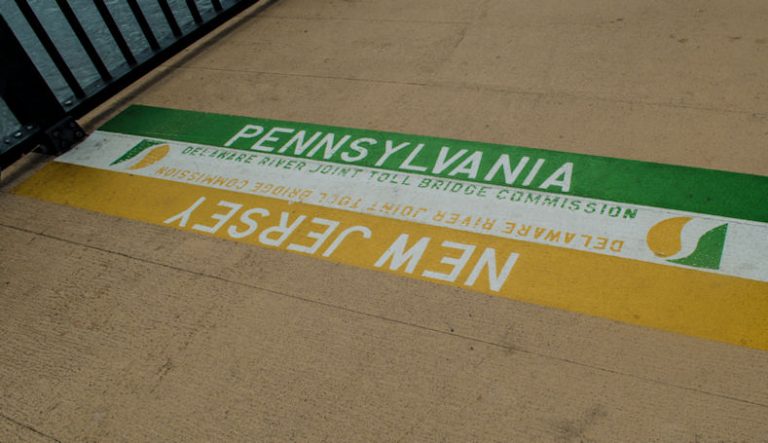 PENNSYLVANIA
DELAWARE RIVER JOINT TOLL BRIDGE COMMISSION
DELAWARE RIVER JOINT TOLL BRIDGE COMMISSION
NEW JERSEY